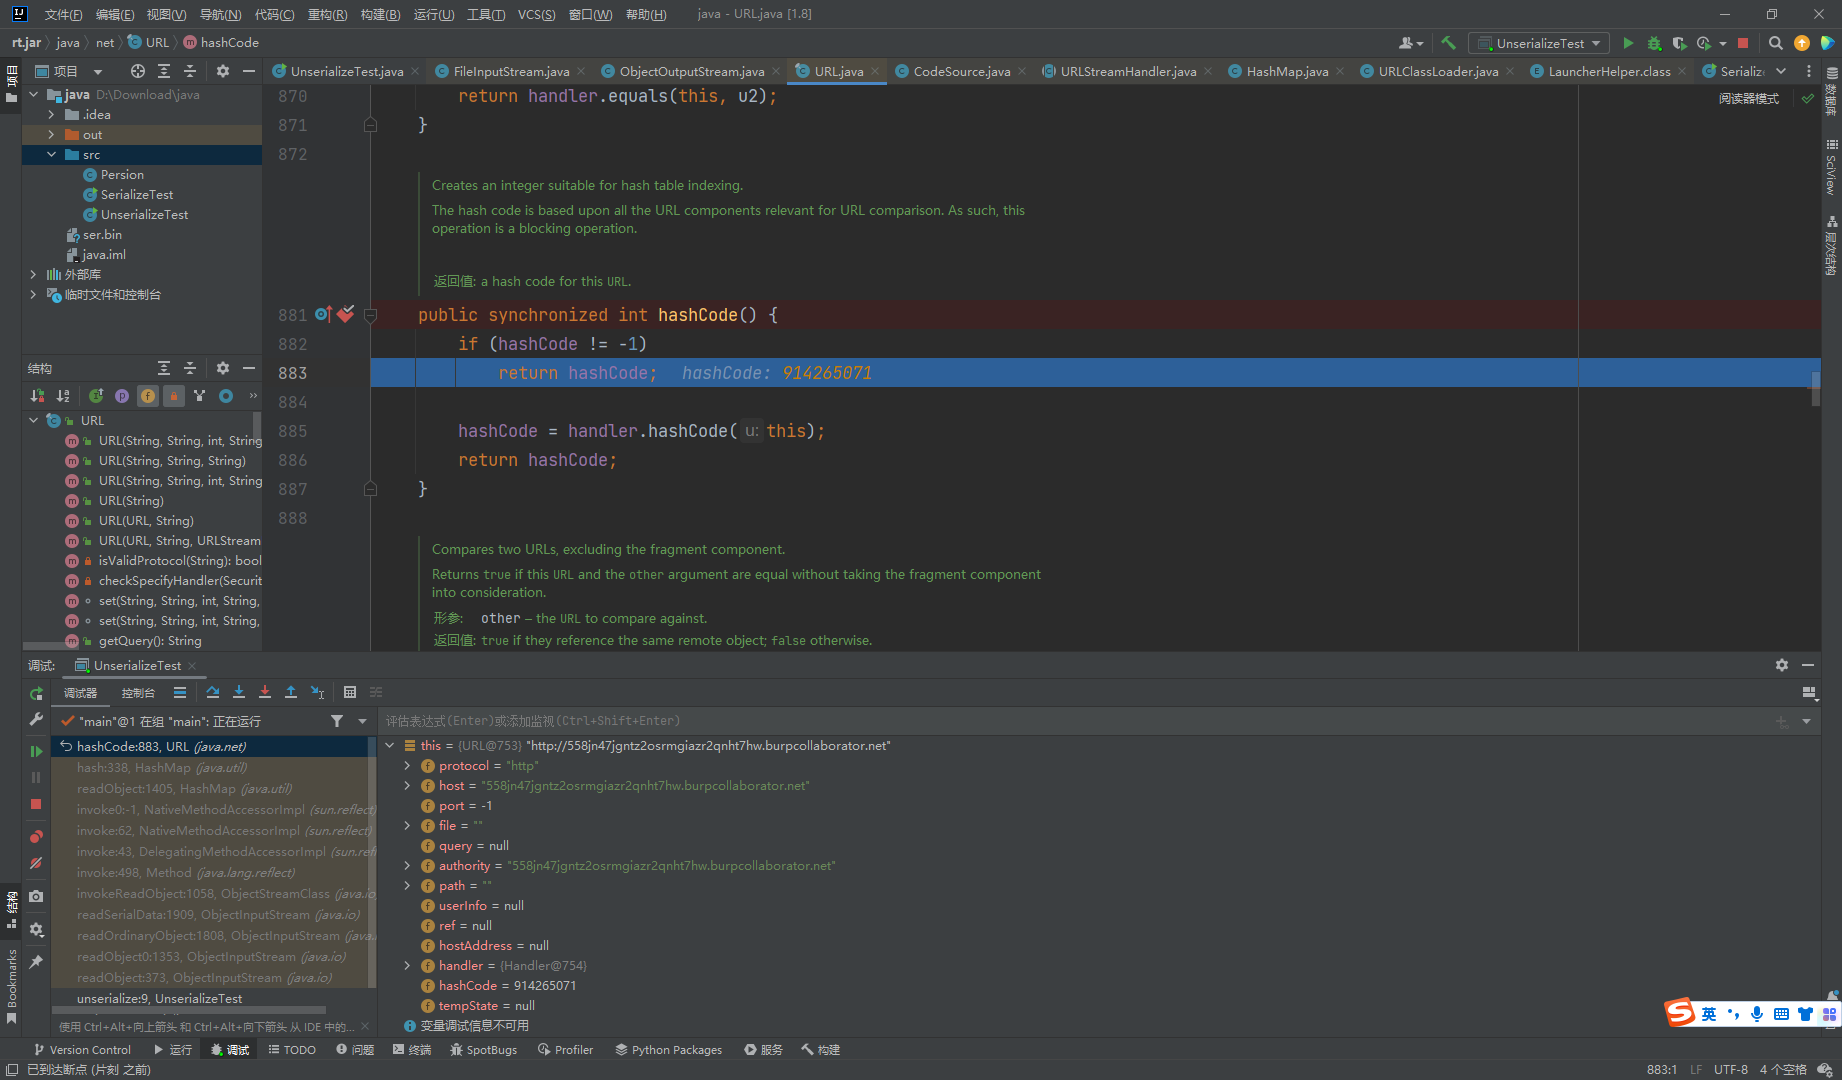 文件(F) 编辑(E) 视图(V) 导航(N) 代码(C) 重构(R) 构建(B) 运行(U) 工具(T) VCS(S) 窗口(W) 帮助(H) java - URL.java [1.8]
rt.jar java net URL hashCode UnserializeTest
项目
UnserializeTest.java FileInputStream.java ObjectOutputStream.java URL.java CodeSource.java URLStreamHandler.java HashMap.java URLClassLoader.java LauncherHelper.class Serializ
java D:\Download\java
.idea
out
src
Persion
SerializeTest
UnserializeTest
ser.bin
java.iml
外部库
临时文件和控制台
870 return handler.equals(this, u2);
阅读器模式
871 }
872
Creates an integer suitable for hash table indexing.
The hash code is based upon all the URL components relevant for URL comparison. As such, this
operation is a blocking operation.
返回值: a hash code for this URL.
881 public synchronized int hashCode() {
882 if (hashCode != -1)
883 return hashCode; hashCode: 914265071
884
885 hashCode = handler.hashCode( u: this);
886 return hashCode;
887 }
888
Compares two URLs, excluding the fragment component.
Returns true if this URL and the other argument are equal without taking the fragment component
into consideration.
形参: other – the URL to compare against.
返回值: true if they reference the same remote object; false otherwise.
结构
URL
URL(String, String, int, String
URL(String, String, String)
URL(String, String, int, String
URL(String)
URL(URL, String)
URL(URL, String, URLStream
isValidProtocol(String): bool
checkSpecifyHandler(Securit
set(String, String, int, String,
set(String, String, int, String,
getQuery(): String
项目
结构
Bookmarks
数据库
SciView
层次结构
调试: UnserializeTest
调试器 控制台
"main"@1 在组 "main": 正在运行
hashCode:883, URL (java.net)
hash:338, HashMap (java.util)
readObject:1405, HashMap (java.util)
invoke0:-1, NativeMethodAccessorImpl (sun.reflect)
invoke:62, NativeMethodAccessorImpl (sun.reflect)
invoke:43, DelegatingMethodAccessorImpl (sun.refl
invoke:498, Method (java.lang.reflect)
invokeReadObject:1058, ObjectStreamClass (java.io
readSerialData:1909, ObjectInputStream (java.io)
readOrdinaryObject:1808, ObjectInputStream (java.i
readObject0:1353, ObjectInputStream (java.io)
readObject:373, ObjectInputStream (java.io)
unserialize:9, UnserializeTest
使用 Ctrl+Alt+向上箭头 和 Ctrl+Alt+向下箭头 从 IDE 中的...
评估表达式(Enter)或添加监视(Ctrl+Shift+Enter)
this = {URL@753} "http://558jn47jgntz2osrmgiazr2qnht7hw.burpcollaborator.net"
protocol = "http"
host = "558jn47jgntz2osrmgiazr2qnht7hw.burpcollaborator.net"
port = -1
file = ""
query = null
authority = "558jn47jgntz2osrmgiazr2qnht7hw.burpcollaborator.net"
path = ""
userInfo = null
ref = null
hostAddress = null
handler = {Handler@754}
hashCode = 914265071
tempState = null
变量调试信息不可用
英
Version Control 运行 调试 TODO 问题 终端 SpotBugs Profiler Python Packages 服务 构建
已到达断点 (片刻 之前) 883:1 LF UTF-8 4 个空格